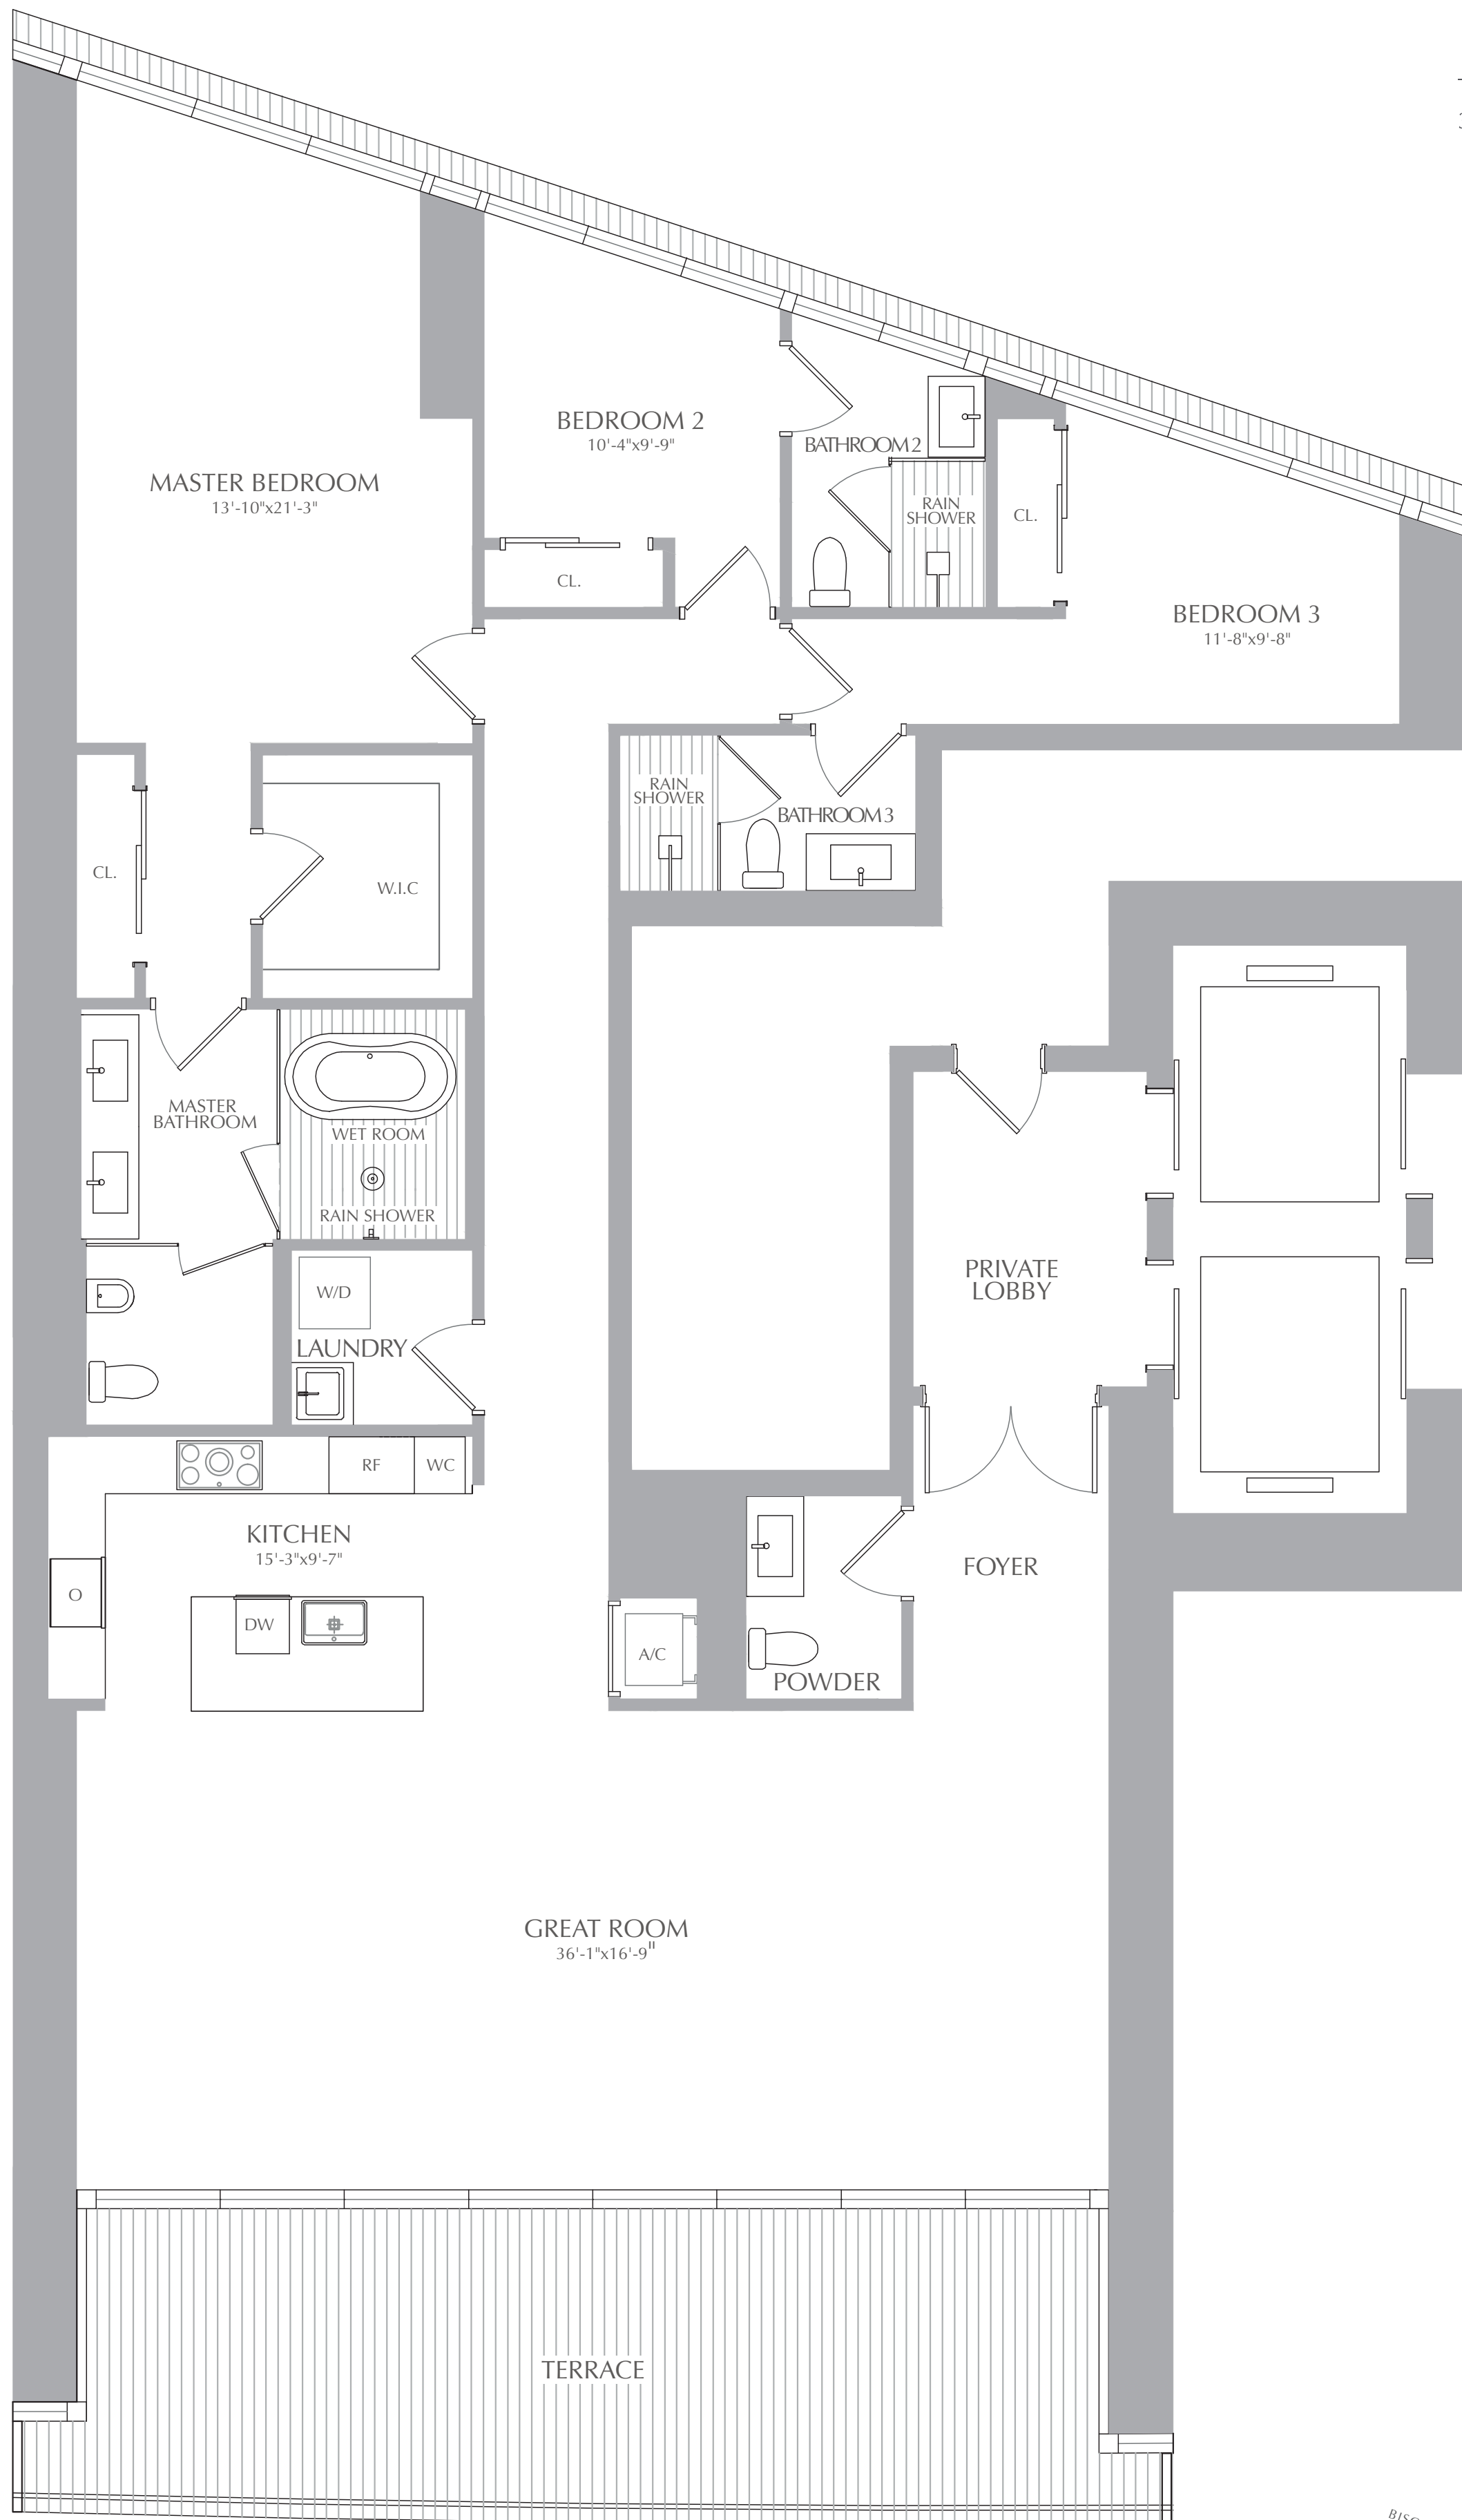 BEDROOM 2
10'-4"x9'-9"
BATHROOM 2
MASTER BEDROOM
13'-10"x21'-3"
RAIN
SHOWER
CL.
CL.
BEDROOM 3
11'-8"x9'-8"
RAIN
SHOWER
BATHROOM 3
CL.
W.I.C
MASTER
BATHROOM
WET ROOM
RAIN SHOWER
PRIVATE
LOBBY
W/D
LAUNDRY
RF
WC
KITCHEN
15'-3"x9'-7"
FOYER
O
DW
A/C
POWDER
GREAT ROOM
36'-1"x16'-9"
TERRACE